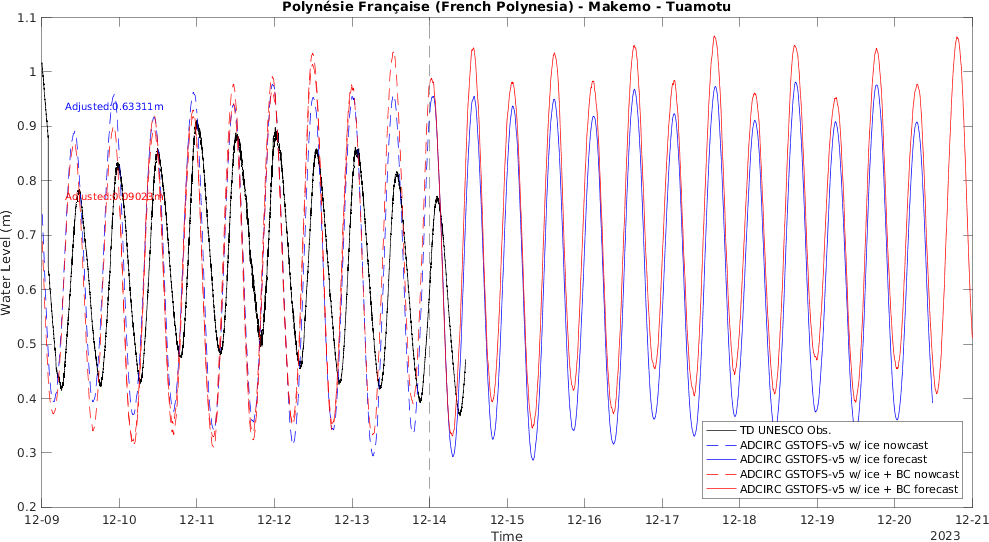 Polynésie Française (French Polynesia) - Makemo - Tuamotu
1.1
1
0.9
0.8
0.7
0.6
0.5
0.4
0.3
0.2
Water Level (m)
Adjusted:0.63311m
Adjusted:0.09023m
TD UNESCO Obs.
ADCIRC GSTOFS-v5 w/ ice nowcast
ADCIRC GSTOFS-v5 w/ ice forecast
ADCIRC GSTOFS-v5 w/ ice + BC nowcast
ADCIRC GSTOFS-v5 w/ ice + BC forecast
12-09 12-10 12-11 12-12 12-13 12-14 12-15 12-16 12-17 12-18 12-19 12-20 12-21
Time
2023